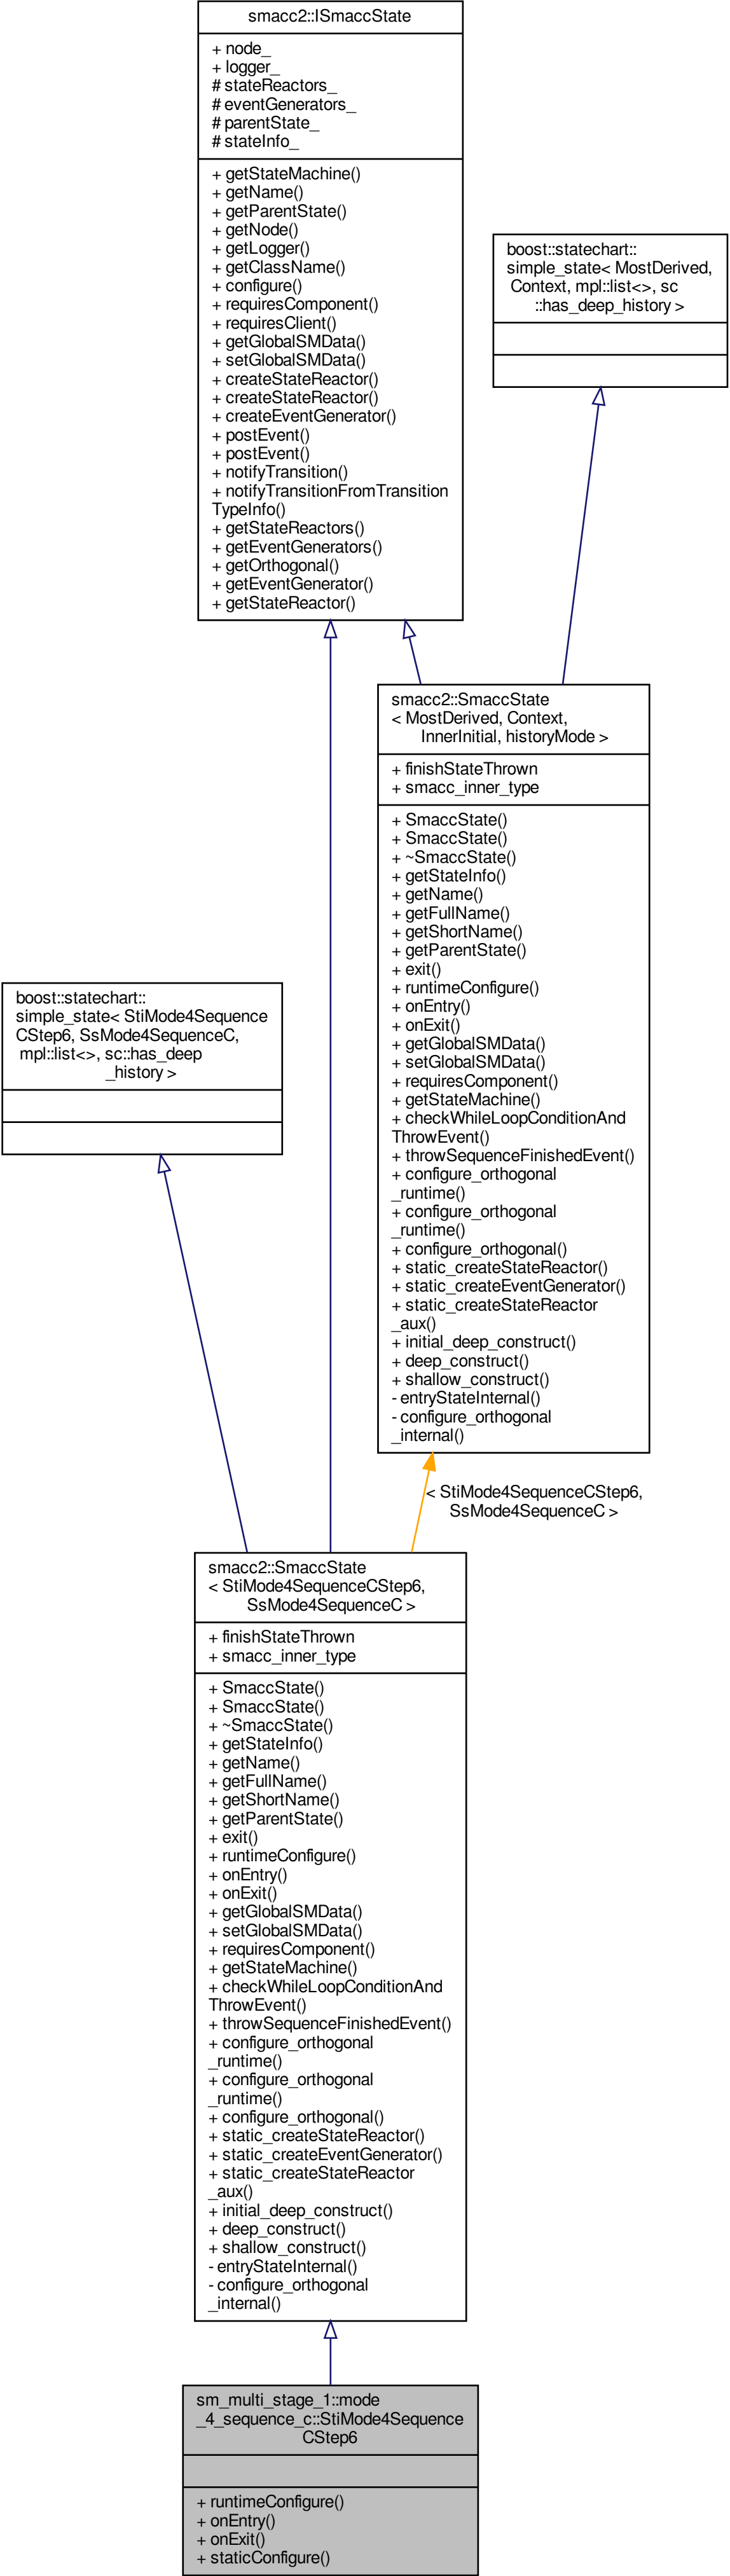 smacc2::ISmaccState
+ node_
+ logger_
# stateReactors_
# eventGenerators_
# parentState_
# stateInfo_
+ getStateMachine()
+ getName()
+ getParentState()
+ getNode()
+ getLogger()
+ getClassName()
+ configure()
+ requiresComponent()
+ requiresClient()
+ getGlobalSMData()
+ setGlobalSMData()
+ createStateReactor()
+ createStateReactor()
+ createEventGenerator()
+ postEvent()
+ postEvent()
+ notifyTransition()
+ notifyTransitionFromTransition
TypeInfo()
+ getStateReactors()
+ getEventGenerators()
+ getOrthogonal()
+ getEventGenerator()
+ getStateReactor()
boost::statechart::
simple_state< MostDerived,
Context, mpl::list<>, sc
::has_deep_history >
smacc2::SmaccState
< MostDerived, Context,
InnerInitial, historyMode >
+ finishStateThrown
+ smacc_inner_type
+ SmaccState()
+ SmaccState()
+ ~SmaccState()
+ getStateInfo()
+ getName()
+ getFullName()
+ getShortName()
+ getParentState()
+ exit()
+ runtimeConfigure()
+ onEntry()
+ onExit()
+ getGlobalSMData()
+ setGlobalSMData()
+ requiresComponent()
+ getStateMachine()
+ checkWhileLoopConditionAnd
ThrowEvent()
+ throwSequenceFinishedEvent()
+ configure_orthogonal
_runtime()
+ configure_orthogonal
_runtime()
+ configure_orthogonal()
+ static_createStateReactor()
+ static_createEventGenerator()
+ static_createStateReactor
_aux()
+ initial_deep_construct()
+ deep_construct()
+ shallow_construct()
- entryStateInternal()
- configure_orthogonal
_internal()
boost::statechart::
simple_state< StiMode4Sequence
CStep6, SsMode4SequenceC,
mpl::list<>, sc::has_deep
_history >
< StiMode4SequenceCStep6,
SsMode4SequenceC >
smacc2::SmaccState
< StiMode4SequenceCStep6,
SsMode4SequenceC >
+ finishStateThrown
+ smacc_inner_type
+ SmaccState()
+ SmaccState()
+ ~SmaccState()
+ getStateInfo()
+ getName()
+ getFullName()
+ getShortName()
+ getParentState()
+ exit()
+ runtimeConfigure()
+ onEntry()
+ onExit()
+ getGlobalSMData()
+ setGlobalSMData()
+ requiresComponent()
+ getStateMachine()
+ checkWhileLoopConditionAnd
ThrowEvent()
+ throwSequenceFinishedEvent()
+ configure_orthogonal
_runtime()
+ configure_orthogonal
_runtime()
+ configure_orthogonal()
+ static_createStateReactor()
+ static_createEventGenerator()
+ static_createStateReactor
_aux()
+ initial_deep_construct()
+ deep_construct()
+ shallow_construct()
- entryStateInternal()
- configure_orthogonal
_internal()
sm_multi_stage_1::mode
_4_sequence_c::StiMode4Sequence
CStep6
+ runtimeConfigure()
+ onEntry()
+ onExit()
+ staticConfigure()